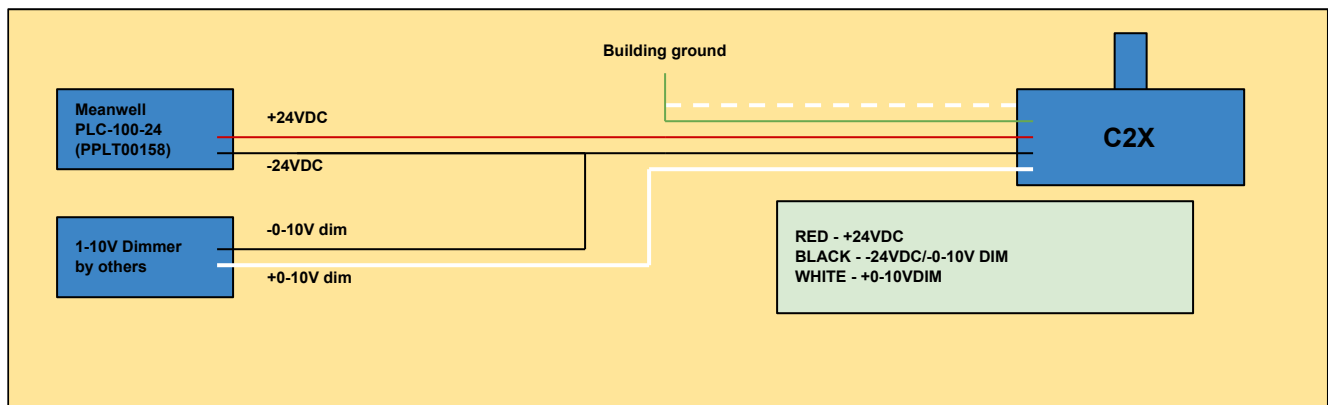 Building ground
Meanwell
PLC-100-24
(PPLT00158)
+24VDC
-24VDC
C2X
1-10V Dimmer
by others
-0-10V dim
+0-10V dim
RED - +24VDC
BLACK - -24VDC/-0-10V DIM
WHITE - +0-10VDIM